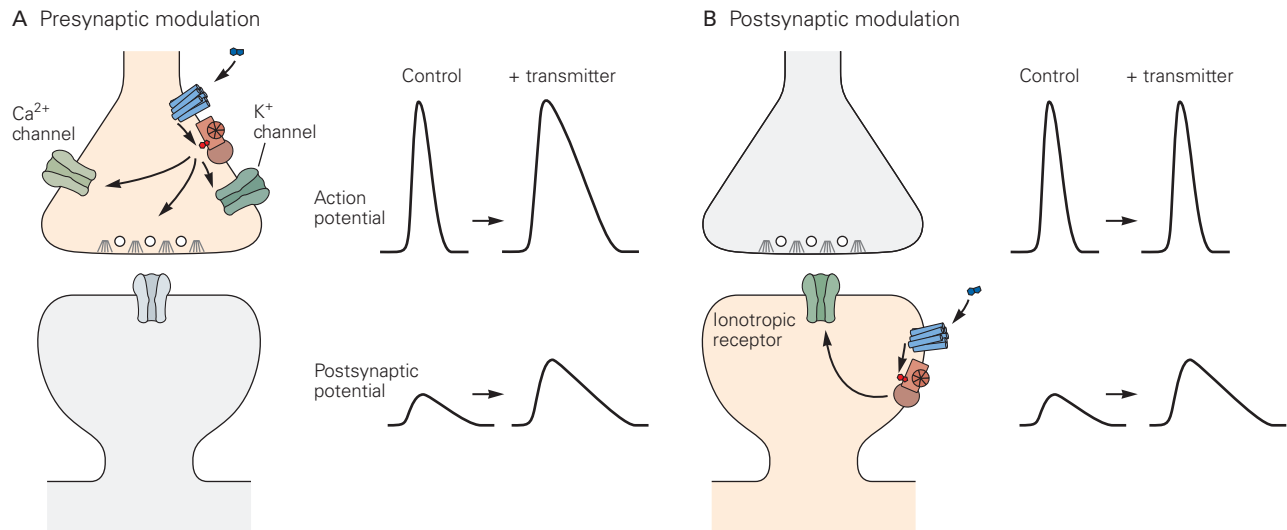 A Presynaptic modulation
Ca2+
channel
K+
channel
Control
+ transmitter
Action
potential
Postsynaptic
potential
B Postsynaptic modulation
Control
+ transmitter
Ionotropic
receptor